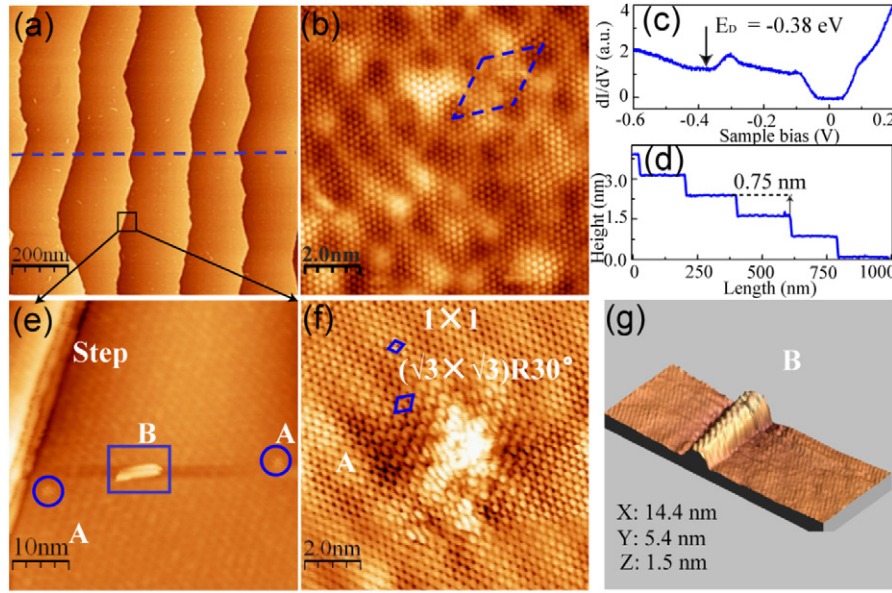 (a)
200nm
(b)
2.0nm
(c)
E_D = -0.38 eV
dI/dV (a.u.)
4
2
0
-0.6 -0.4 -0.2 0 0.2
Sample bias (V)
(d)
0.75 nm
Height (nm)
3.0
1.5
0.0
0 250 500 750 1000
Length (nm)
(e)
Step
B
A
A
10nm
(f)
1×1
(√3×√3)R30°
A
2.0nm
(g)
B
X: 14.4 nm
Y: 5.4 nm
Z: 1.5 nm